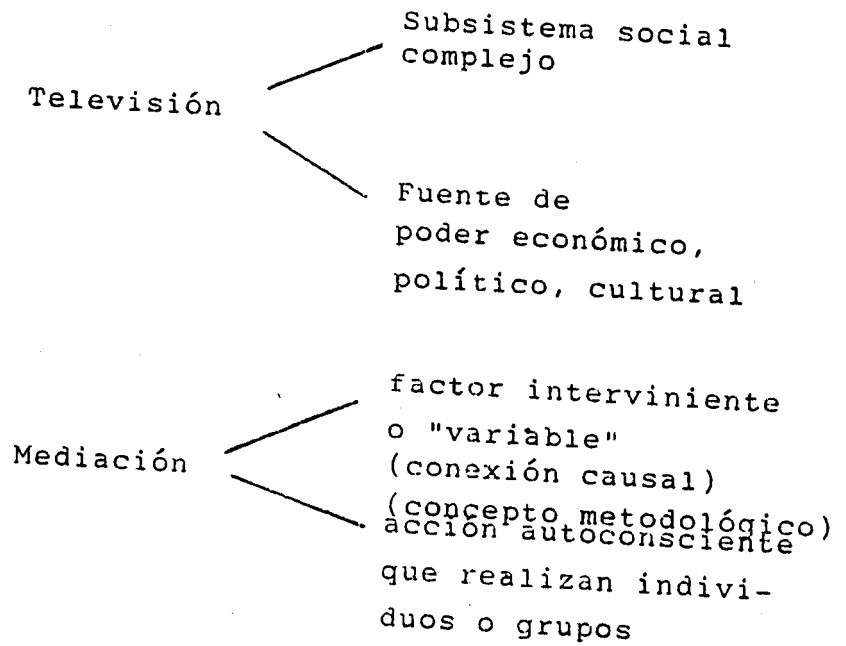 Subsistema social
complejo
Televisión
Fuente de
poder económico,
político, cultural
factor interviniente
o "variable"
Mediación
(conexión causal)
(concepto metodológico)
acción autoconsciente
que realizan indivi-
duos o grupos